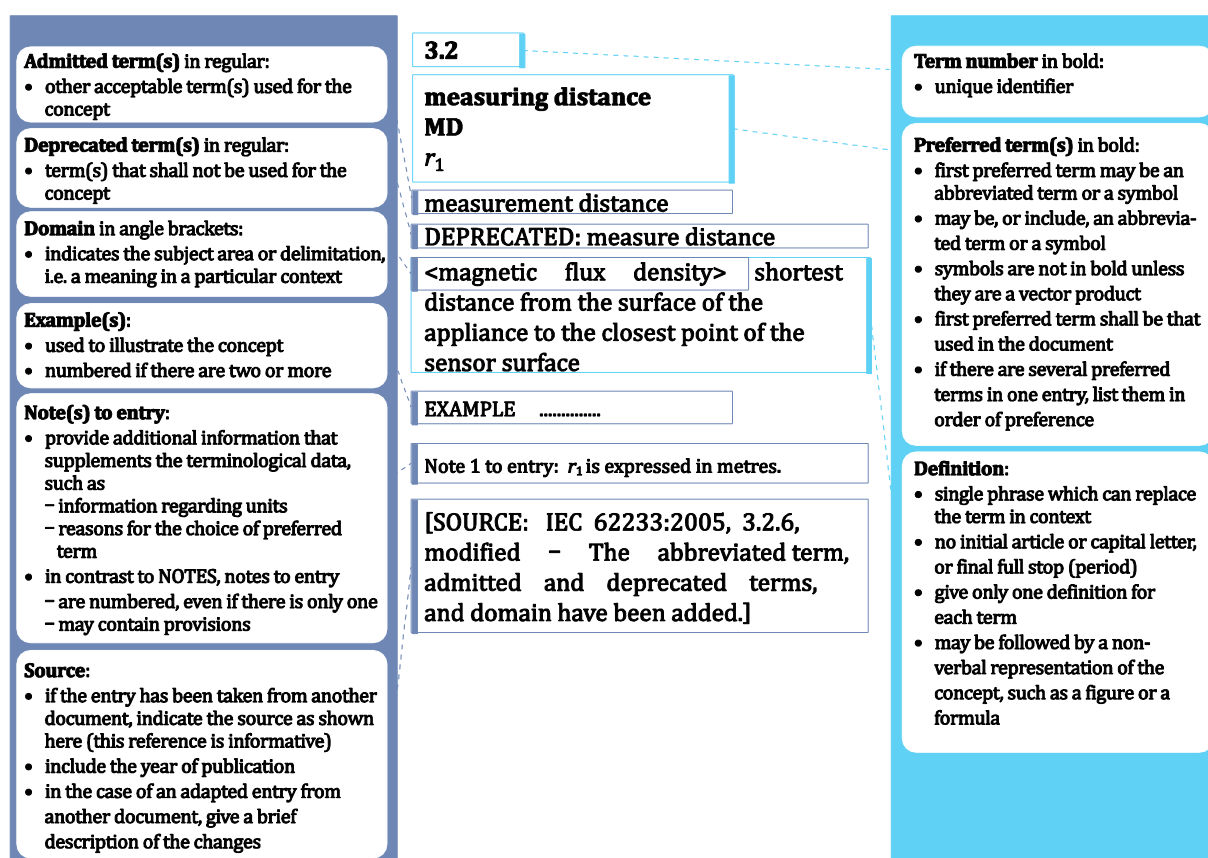 Admitted term(s) in regular:
• other acceptable term(s) used for the
concept
Deprecated term(s) in regular:
• term(s) that shall not be used for the
concept
Domain in angle brackets:
• indicates the subject area or delimitation,
i.e. a meaning in a particular context
Example(s):
• used to illustrate the concept
• numbered if there are two or more
Note(s) to entry:
• provide additional information that
supplements the terminological data,
such as
– information regarding units
– reasons for the choice of preferred
term
• in contrast to NOTES, notes to entry
– are numbered, even if there is only one
– may contain provisions
Source:
• if the entry has been taken from another
document, indicate the source as shown
here (this reference is informative)
• include the year of publication
• in the case of an adapted entry from
another document, give a brief
description of the changes
3.2
measuring distance
MD
r1
measurement distance
DEPRECATED: measure distance
<magnetic flux density> shortest
distance from the surface of the
appliance to the closest point of the
sensor surface
EXAMPLE ..............
Note 1 to entry: r1 is expressed in metres.
[SOURCE: IEC 62233:2005, 3.2.6,
modified – The abbreviated term,
admitted and deprecated terms,
and domain have been added.]
Term number in bold:
• unique identifier
Preferred term(s) in bold:
• first preferred term may be an
abbreviated term or a symbol
• may be, or include, an abbrevia-
ted term or a symbol
• symbols are not in bold unless
they are a vector product
• first preferred term shall be that
used in the document
• if there are several preferred
terms in one entry, list them in
order of preference
Definition:
• single phrase which can replace
the term in context
• no initial article or capital letter,
or final full stop (period)
• give only one definition for
each term
• may be followed by a non-
verbal representation of the
concept, such as a figure or a
formula